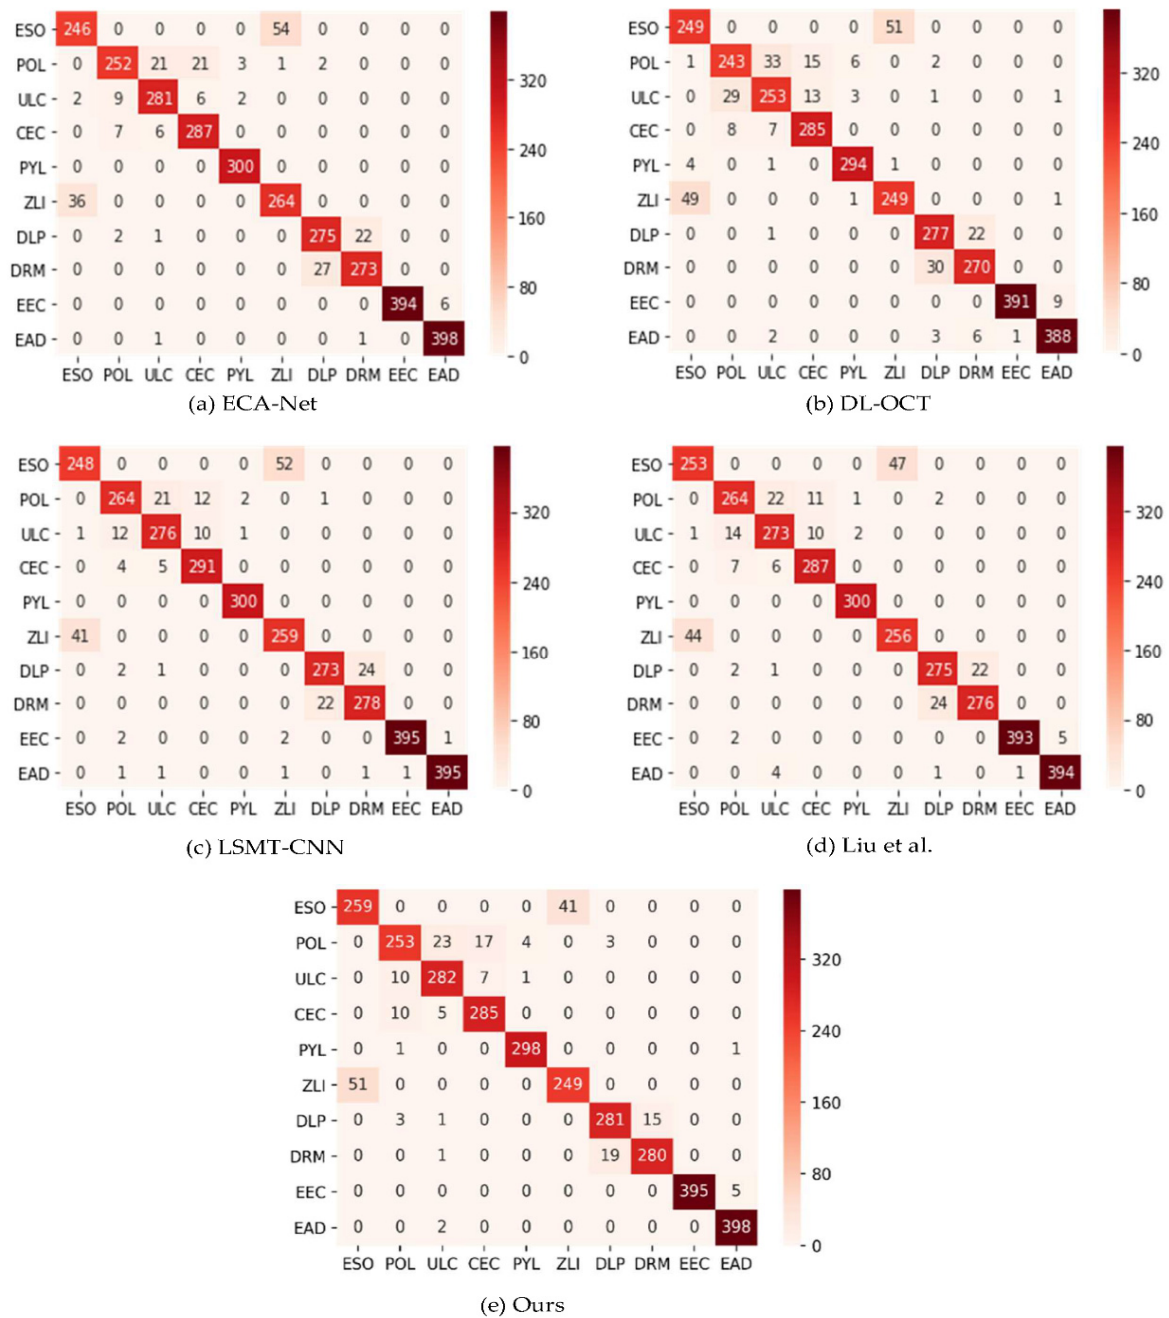 ESO 246 0 0 0 0 54 0 0 0 0
POL 0 252 21 21 3 1 2 0 0 0 320
ULC 2 9 281 6 2 0 0 0 0 0
CEC 0 7 6 287 0 0 0 0 0 0 240
PYL 0 0 0 0 300 0 0 0 0 0
ZLI 36 0 0 0 0 264 0 0 0 0 160
DLP 0 2 1 0 0 0 275 22 0 0
DRM 0 0 0 0 0 0 27 273 0 0 80
EEC 0 0 0 0 0 0 0 0 394 6
EAD 0 0 1 0 0 0 0 1 0 398 0
ESO POL ULC CEC PYL ZLI DLP DRM EEC EAD
(a) ECA-Net
ESO 249 0 0 0 0 51 0 0 0 0
POL 1 243 33 15 6 0 2 0 0 0 320
ULC 0 29 253 13 3 0 1 0 0 1
CEC 0 8 7 285 0 0 0 0 0 0 240
PYL 4 0 1 0 294 1 0 0 0 0
ZLI 49 0 0 0 1 249 0 0 0 1 160
DLP 0 0 1 0 0 0 277 22 0 0
DRM 0 0 0 0 0 0 30 270 0 0 80
EEC 0 0 0 0 0 0 0 0 391 9
EAD 0 0 2 0 0 0 3 6 1 388 0
ESO POL ULC CEC PYL ZLI DLP DRM EEC EAD
(b) DL-OCT
ESO 248 0 0 0 0 52 0 0 0 0
POL 0 264 21 12 2 0 1 0 0 0 320
ULC 1 12 276 10 1 0 0 0 0 0
CEC 0 4 5 291 0 0 0 0 0 0 240
PYL 0 0 0 0 300 0 0 0 0 0
ZLI 41 0 0 0 0 259 0 0 0 0 160
DLP 0 2 1 0 0 0 273 24 0 0
DRM 0 0 0 0 0 0 22 278 0 0 80
EEC 0 2 0 0 0 2 0 0 395 1
EAD 0 1 1 0 0 1 0 1 1 395 0
ESO POL ULC CEC PYL ZLI DLP DRM EEC EAD
(c) LSMT-CNN
ESO 253 0 0 0 0 47 0 0 0 0
POL 0 264 22 11 1 0 2 0 0 0 320
ULC 1 14 273 10 2 0 0 0 0 0
CEC 0 7 6 287 0 0 0 0 0 0 240
PYL 0 0 0 0 300 0 0 0 0 0
ZLI 44 0 0 0 0 256 0 0 0 0 160
DLP 0 2 1 0 0 0 275 22 0 0
DRM 0 0 0 0 0 0 24 276 0 0 80
EEC 0 2 0 0 0 0 0 0 393 5
EAD 0 0 4 0 0 0 1 0 1 394 0
ESO POL ULC CEC PYL ZLI DLP DRM EEC EAD
(d) Liu et al.
ESO 259 0 0 0 0 41 0 0 0 0
POL 0 253 23 17 4 0 3 0 0 0 320
ULC 0 10 282 7 1 0 0 0 0 0
CEC 0 10 5 285 0 0 0 0 0 0 240
PYL 0 1 0 0 298 0 0 0 0 1
ZLI 51 0 0 0 0 249 0 0 0 0 160
DLP 0 3 1 0 0 0 281 15 0 0
DRM 0 0 1 0 0 0 19 280 0 0 80
EEC 0 0 0 0 0 0 0 0 395 5
EAD 0 0 2 0 0 0 0 0 0 398 0
ESO POL ULC CEC PYL ZLI DLP DRM EEC EAD
(e) Ours